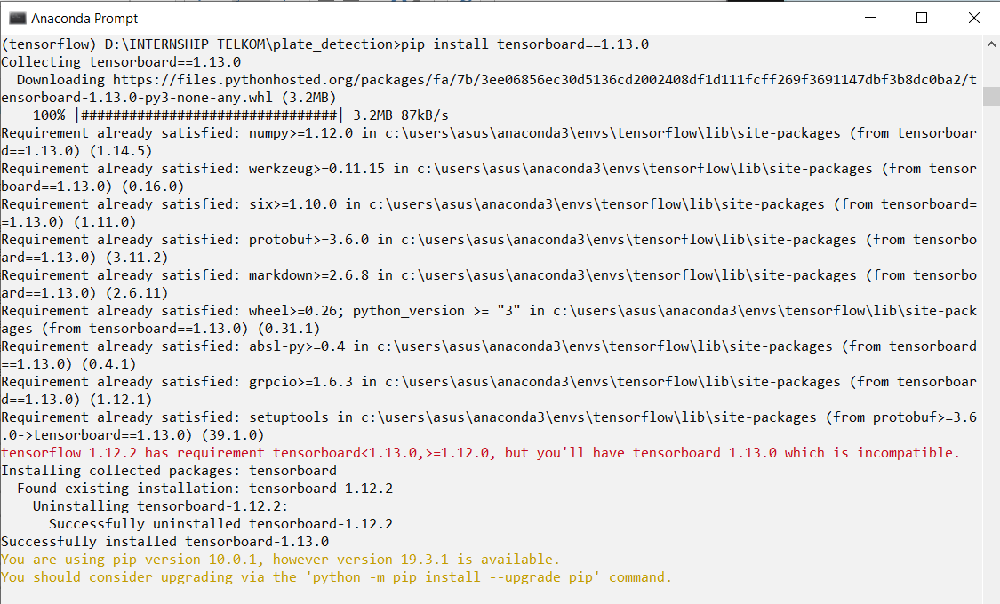 Anaconda Prompt
(tensorflow) D:\INTERNSHIP TELKOM\plate_detection>pip install tensorboard==1.13.0
Collecting tensorboard==1.13.0
  Downloading https://files.pythonhosted.org/packages/fa/7b/3ee06856ec30d5136cd2002408df1d111fcff269f3691147dbf3b8dc0ba2/t
ensorboard-1.13.0-py3-none-any.whl (3.2MB)
    100% |################################| 3.2MB 87kB/s
Requirement already satisfied: numpy>=1.12.0 in c:\users\asus\anaconda3\envs\tensorflow\lib\site-packages (from tensorboar
d==1.13.0) (1.14.5)
Requirement already satisfied: werkzeug>=0.11.15 in c:\users\asus\anaconda3\envs\tensorflow\lib\site-packages (from tensor
board==1.13.0) (0.16.0)
Requirement already satisfied: six>=1.10.0 in c:\users\asus\anaconda3\envs\tensorflow\lib\site-packages (from tensorboard=
=1.13.0) (1.11.0)
Requirement already satisfied: protobuf>=3.6.0 in c:\users\asus\anaconda3\envs\tensorflow\lib\site-packages (from tensorbo
ard==1.13.0) (3.11.2)
Requirement already satisfied: markdown>=2.6.8 in c:\users\asus\anaconda3\envs\tensorflow\lib\site-packages (from tensorbo
ard==1.13.0) (2.6.11)
Requirement already satisfied: wheel>=0.26; python_version >= "3" in c:\users\asus\anaconda3\envs\tensorflow\lib\site-pack
ages (from tensorboard==1.13.0) (0.31.1)
Requirement already satisfied: absl-py>=0.4 in c:\users\asus\anaconda3\envs\tensorflow\lib\site-packages (from tensorboard
==1.13.0) (0.4.1)
Requirement already satisfied: grpcio>=1.6.3 in c:\users\asus\anaconda3\envs\tensorflow\lib\site-packages (from tensorboar
d==1.13.0) (1.12.1)
Requirement already satisfied: setuptools in c:\users\asus\anaconda3\envs\tensorflow\lib\site-packages (from protobuf>=3.6
.0->tensorboard==1.13.0) (39.1.0)
tensorflow 1.12.2 has requirement tensorboard<1.13.0,>=1.12.0, but you'll have tensorboard 1.13.0 which is incompatible.
Installing collected packages: tensorboard
  Found existing installation: tensorboard 1.12.2
    Uninstalling tensorboard-1.12.2:
      Successfully uninstalled tensorboard-1.12.2
Successfully installed tensorboard-1.13.0
You are using pip version 10.0.1, however version 19.3.1 is available.
You should consider upgrading via the 'python -m pip install --upgrade pip' command.